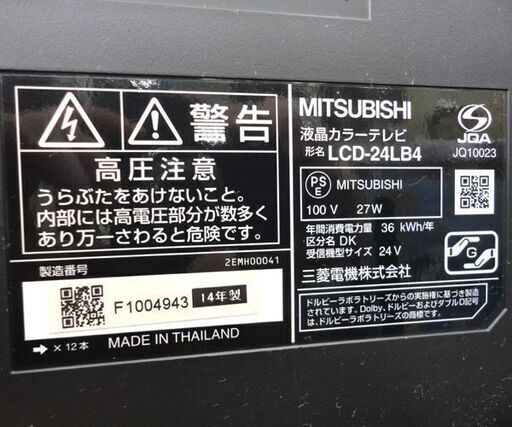 警告
高圧注意
うらぶたをあけないこと。
内部には高電圧部分が数多く
あり万一さわると危険です。
2EMH00041
製造番号
F1004943
14年製
× 12本
MADE IN THAILAND
MITSUBISHI
液晶カラーテレビ
形名 LCD-24LB4
JQA
JQ10023
PS
E
MITSUBISHI
100 V 27W
年間消費電力量 36 kWh/年
区分名 DK
受信機型サイズ 24 V
G
三菱電機株式会社
ドルビーラボラトリーズからの実施権に基づき製造
されています。Dolby、ドルビーおよびダブルD記号
は、ドルビーラボラトリーズの商標です。